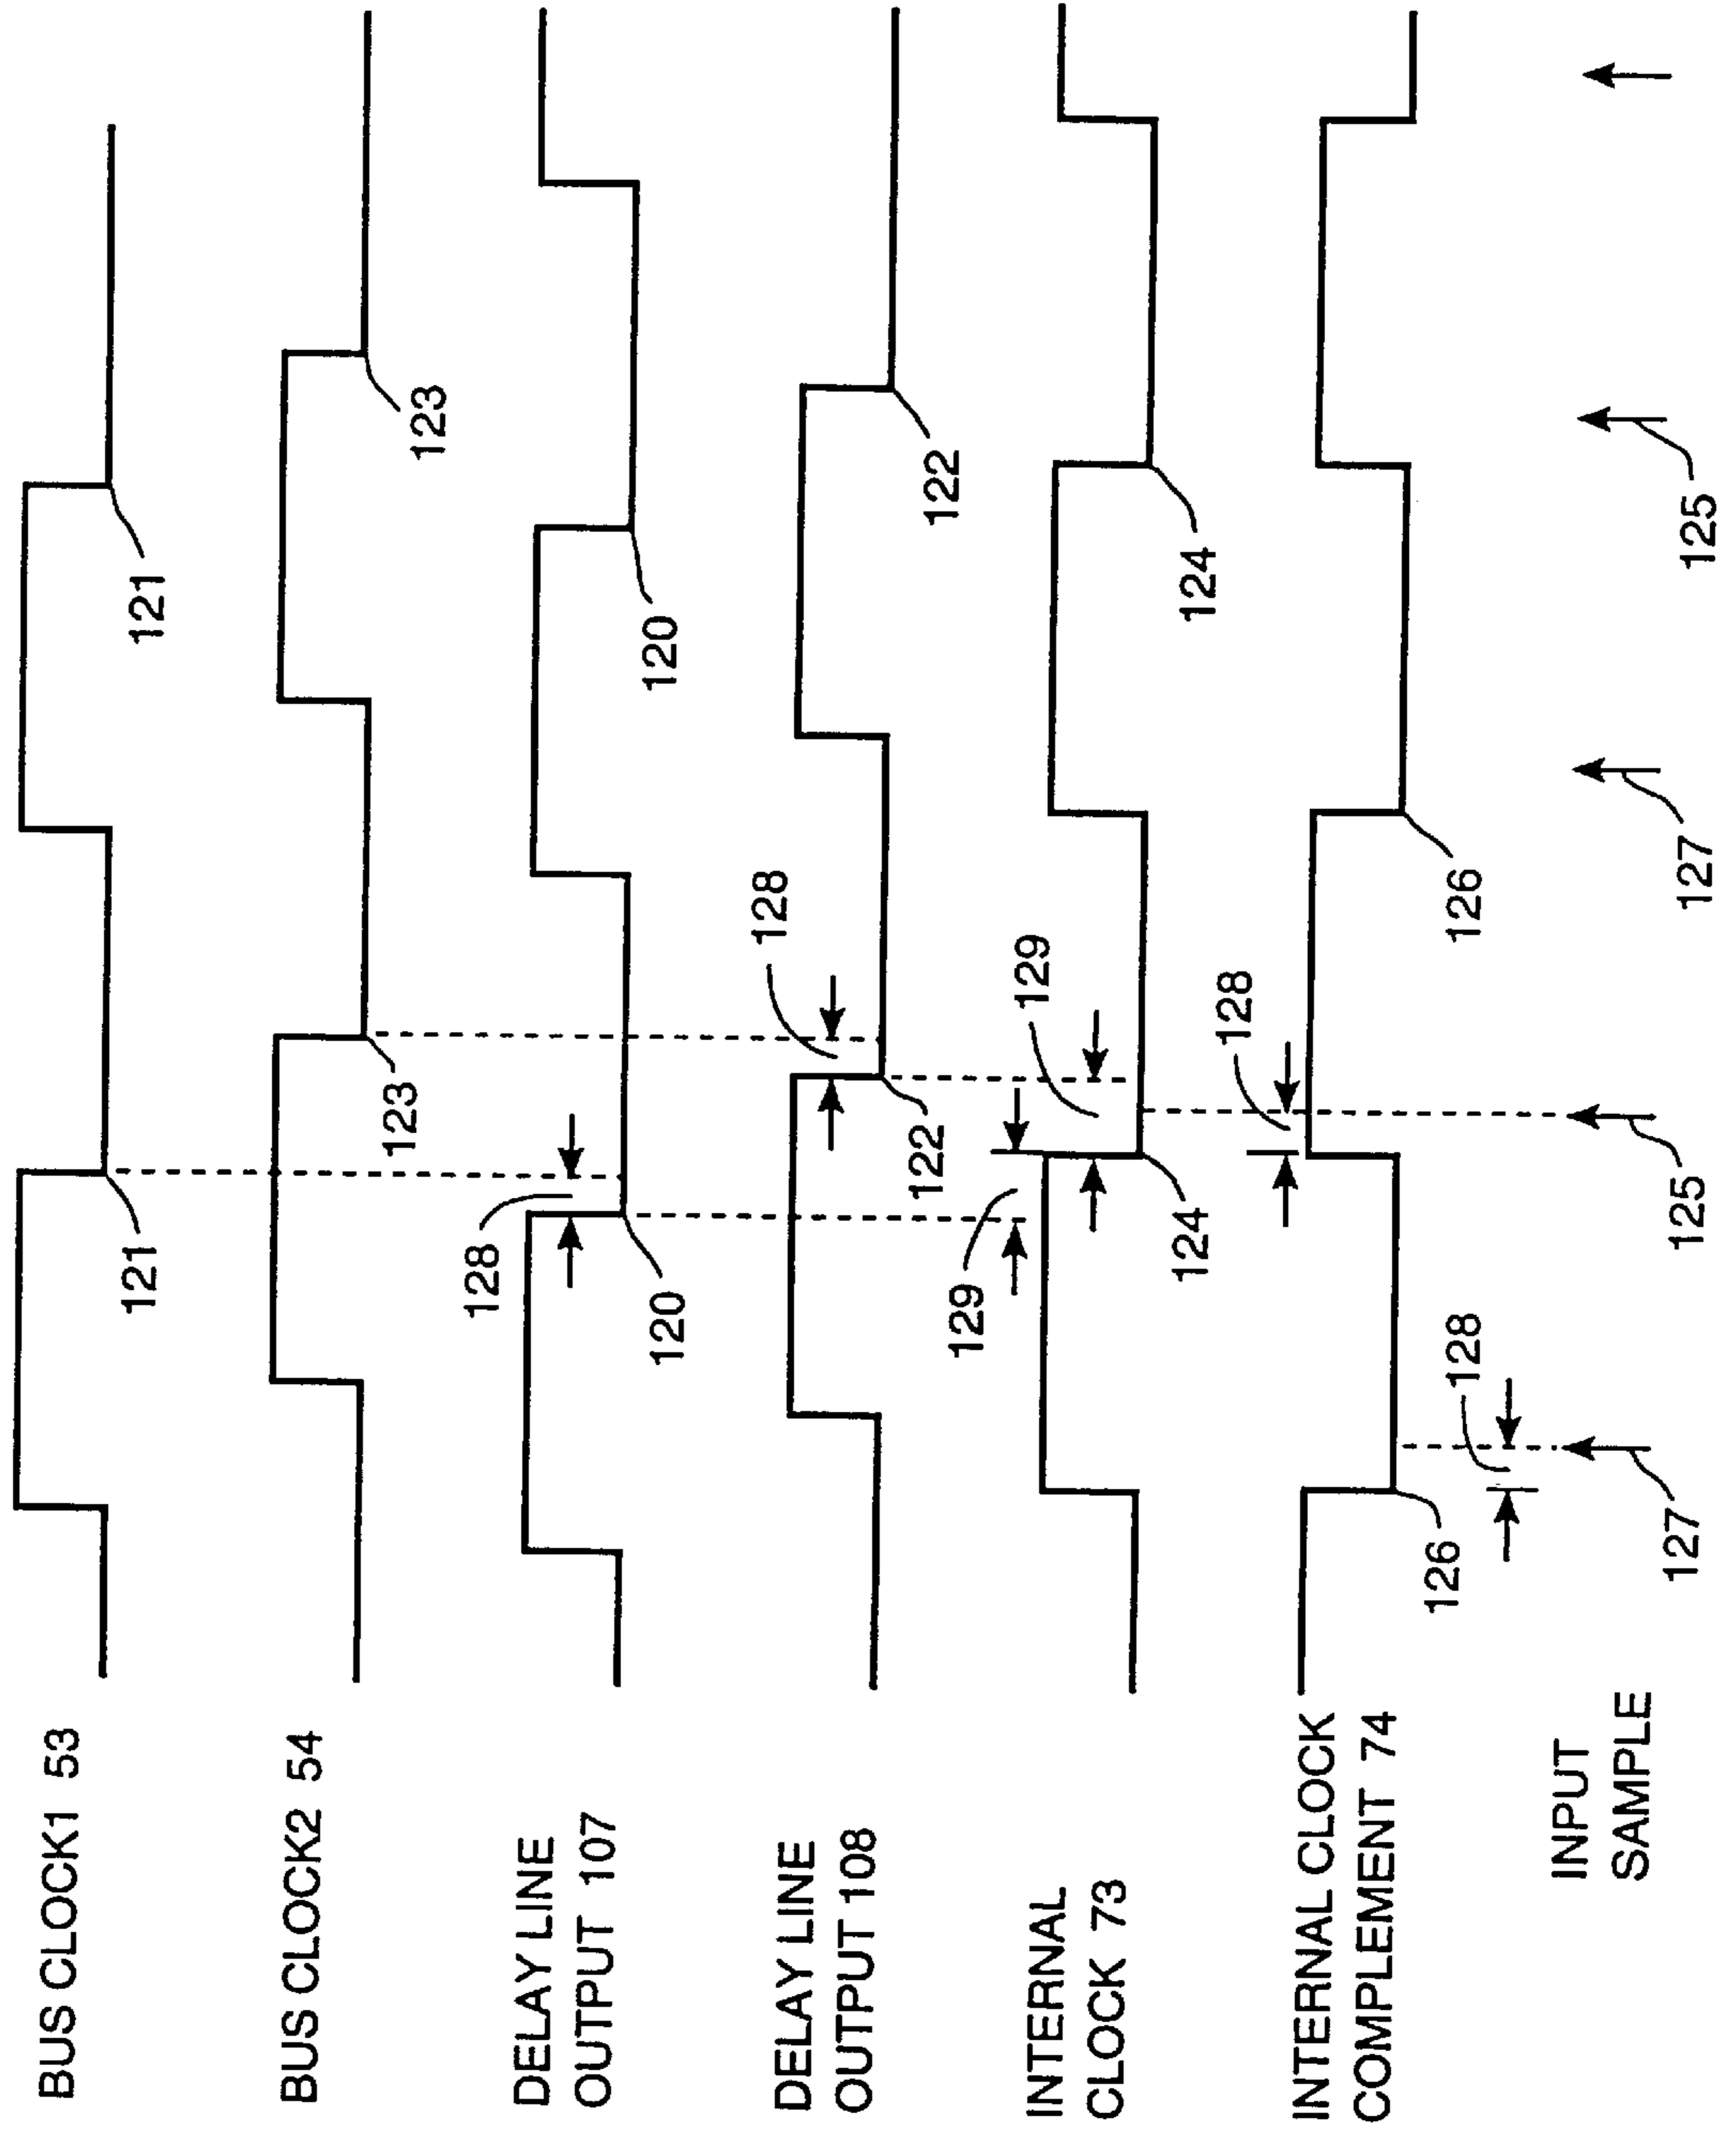 BUS CLOCK1 53
121
121
BUS CLOCK2 54
123
123
DELAY LINE
OUTPUT 107
128
120
120
DELAY LINE
OUTPUT 108
128
122
122
INTERNAL
CLOCK 73
129
129
124
124
INTERNAL CLOCK
COMPLEMENT 74
128
126
126
128
INPUT
SAMPLE
127
125
127
125